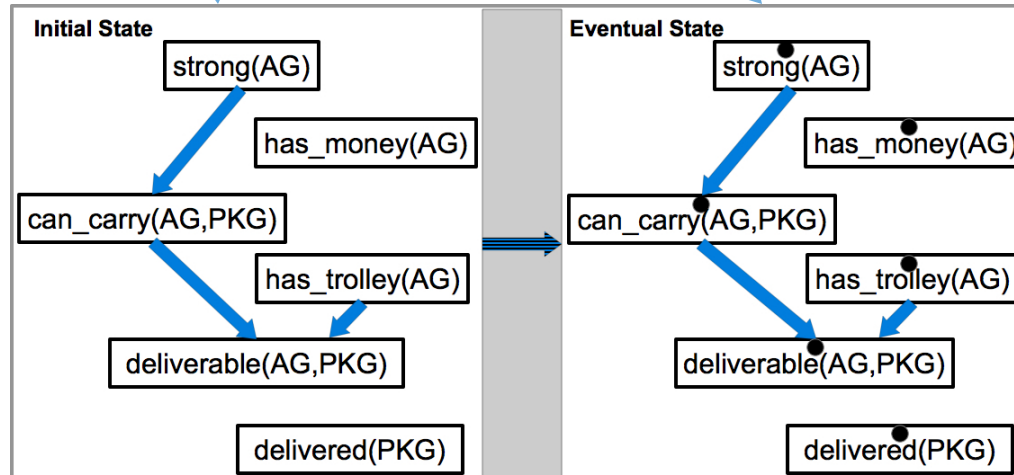 Initial State
strong(AG)
has_money(AG)
can_carry(AG,PKG)
has_trolley(AG)
deliverable(AG,PKG)
delivered(PKG)
Eventual State
strong(AG)
has_money(AG)
can_carry(AG,PKG)
has_trolley(AG)
deliverable(AG,PKG)
delivered(PKG)